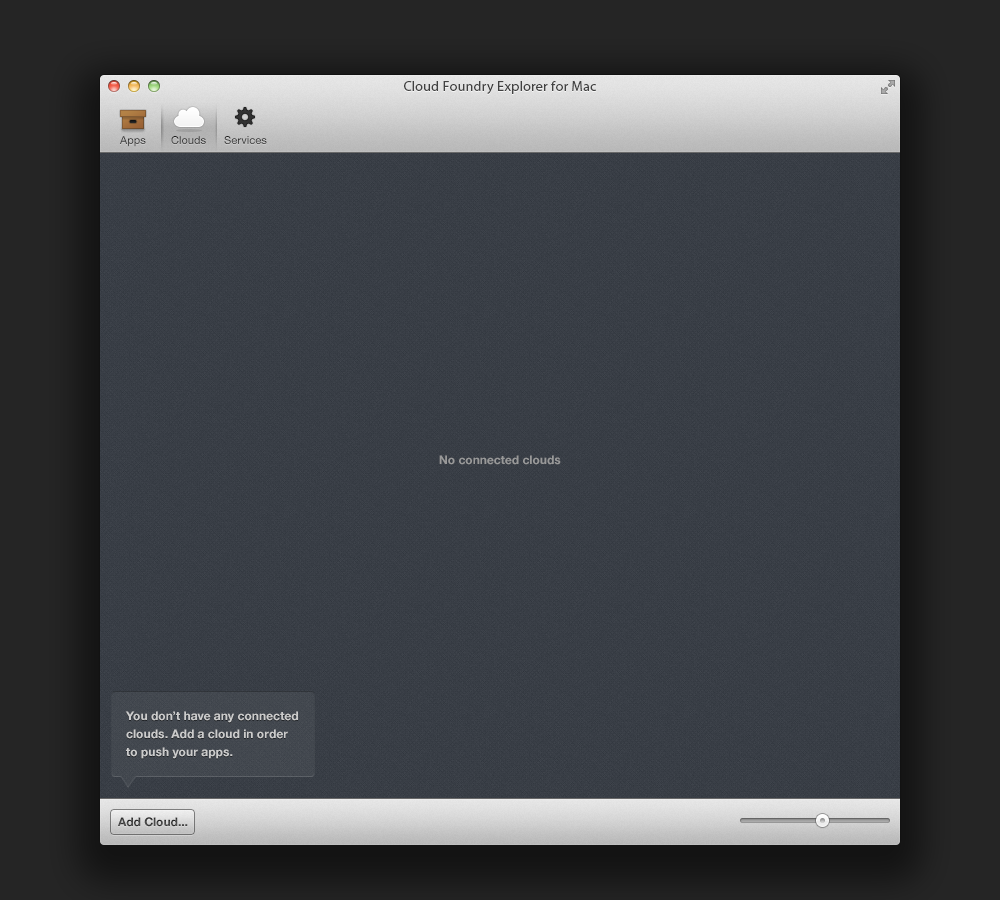 Cloud Foundry Explorer for Mac
Apps
Clouds
Services
No connected clouds
You don't have any connected
clouds. Add a cloud in order
to push your apps.
Add Cloud...